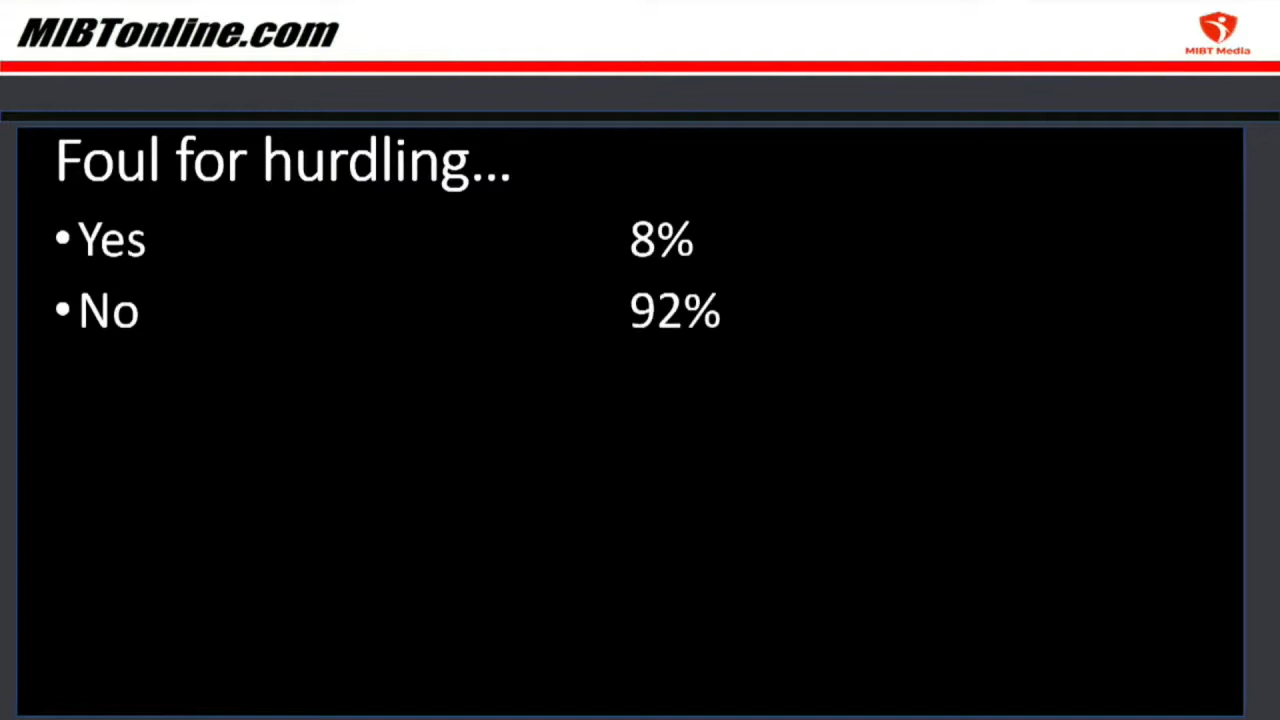 MIBTonline.com
MIBT Media
Foul for hurdling...
• Yes 8%
• No 92%